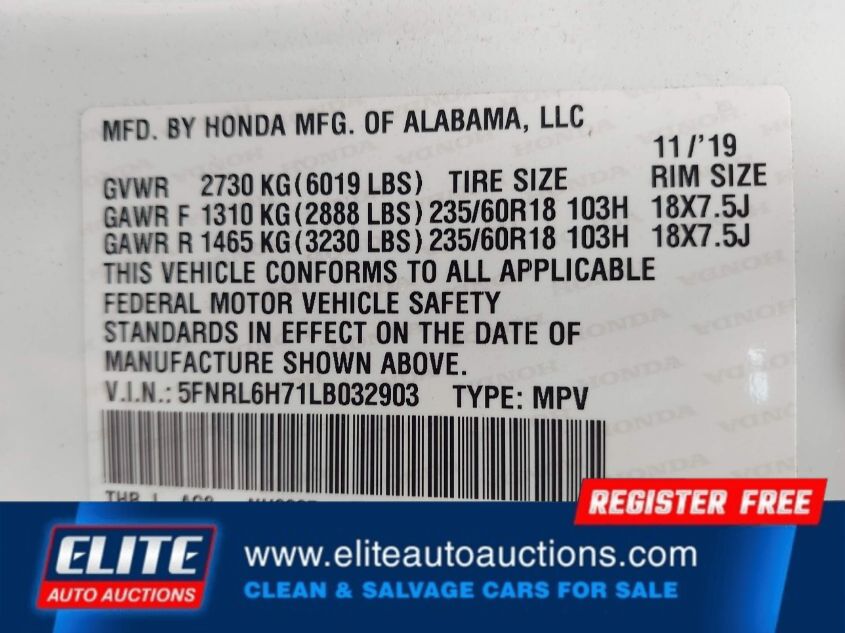 MFD. BY HONDA MFG. OF ALABAMA, LLC
11/'19
GVWR 2730 KG(6019 LBS) TIRE SIZE RIM SIZE
GAWR F 1310 KG(2888 LBS) 235/60R18 103H 18X7.5J
GAWR R 1465 KG(3230 LBS) 235/60R18 103H 18X7.5J
THIS VEHICLE CONFORMS TO ALL APPLICABLE
FEDERAL MOTOR VEHICLE SAFETY
STANDARDS IN EFFECT ON THE DATE OF
MANUFACTURE SHOWN ABOVE.
V.I.N.: 5FNRL6H71LB032903 TYPE: MPV
REGISTER FREE
ELITE
AUTO AUCTIONS
www.eliteautoauctions.com
CLEAN & SALVAGE CARS FOR SALE